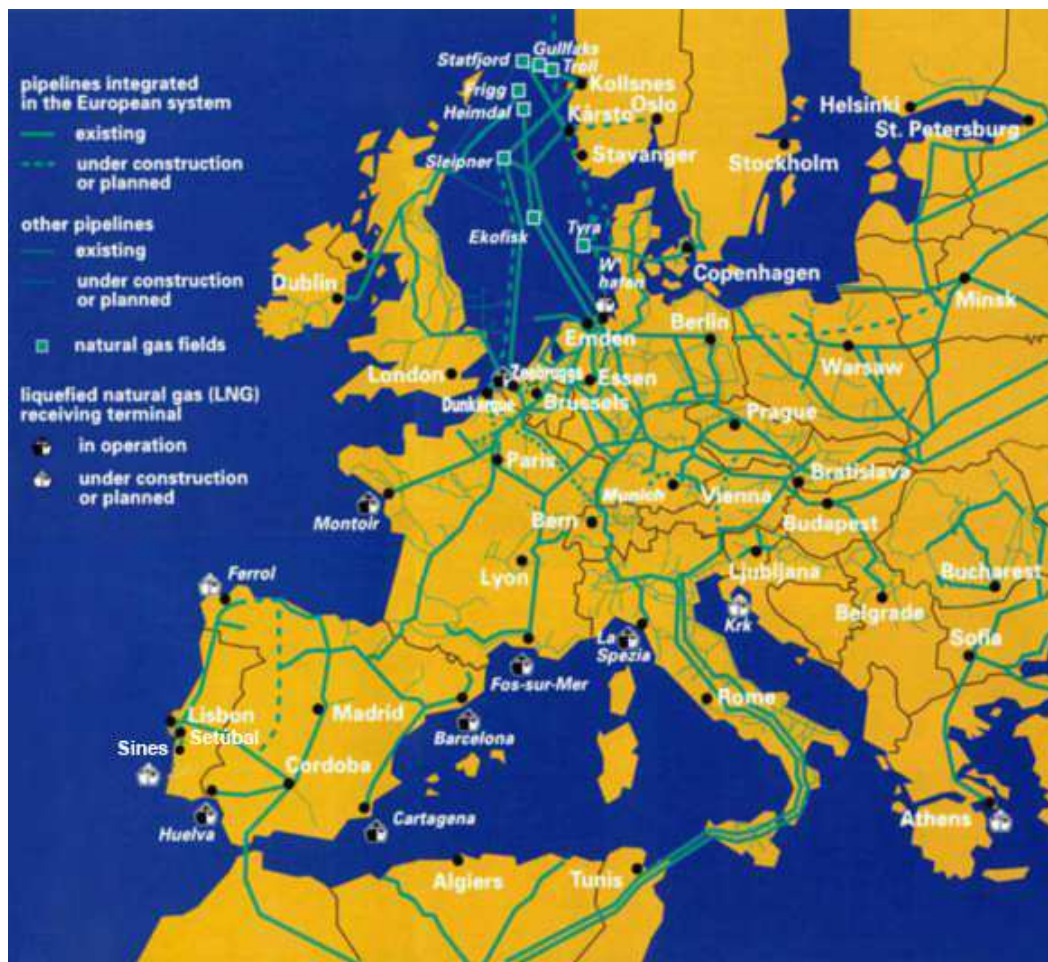 pipelines integrated
in the European system
existing
under construction
or planned
other pipelines
existing
under construction
or planned
natural gas fields
liquefied natural gas (LNG)
receiving terminal
in operation
under construction
or planned
Statfjord
Gullfaks
Troll
Frigg
Heimdal
Kollsnes
Kårsto
Oslo
Sleipner
Stavanger
Stockholm
Helsinki
St. Petersburg
Ekofisk
Tyra
W'
hafen
Copenhagen
Dublin
Minsk
Emden
Berlin
Warsaw
London
Zeebrugge
Essen
Dunkerque
Brussels
Prague
Paris
Bratislava
Munich
Vienna
Montoir
Bern
Budapest
Lyon
Ljubljana
Bucharest
Ferrol
Belgrade
Krk
La
Spezia
Sofia
Fos-sur-Mer
Rome
Lisbon
Madrid
Setúbal
Barcelona
Sines
Cordoba
Huelva
Cartagena
Athens
Algiers
Tunis